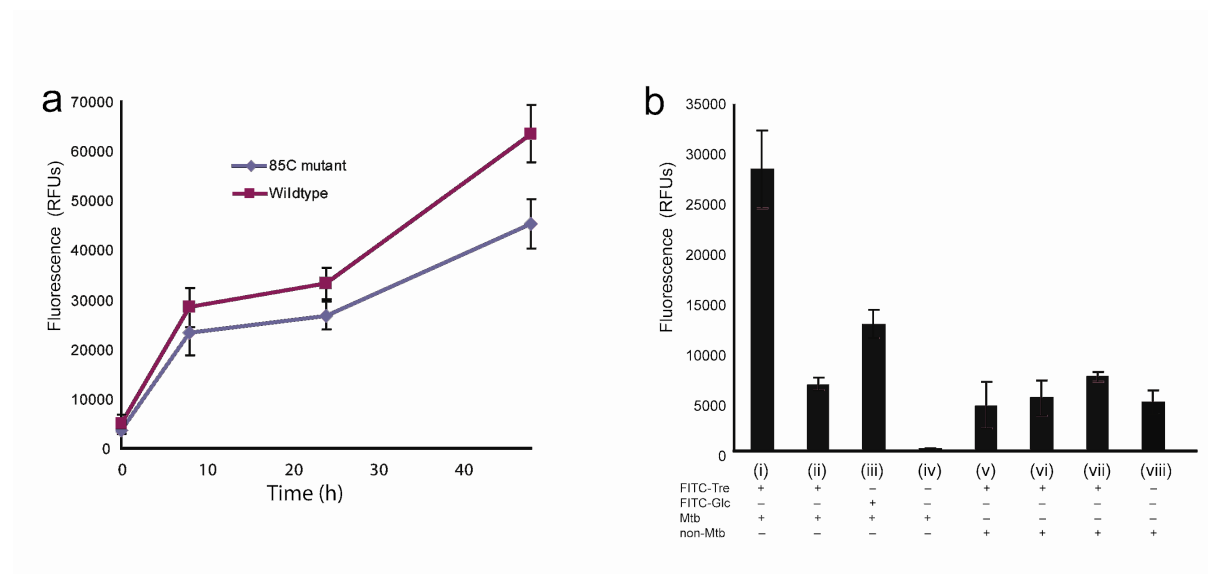 a
70000
60000
50000
40000
30000
20000
10000
0
Fluorescence (RFUs)
85C mutant
Wildtype
0 10 20 30 40
Time (h)
b
35000
30000
25000
20000
15000
10000
5000
0
Fluorescence (RFUs)
(i) (ii) (iii) (iv) (v) (vi) (vii) (viii)
FITC-Tre + + – – + + + –
FITC-Glc – – + – – – – –
Mtb + + + + – – – –
non-Mtb – – – – + + + +